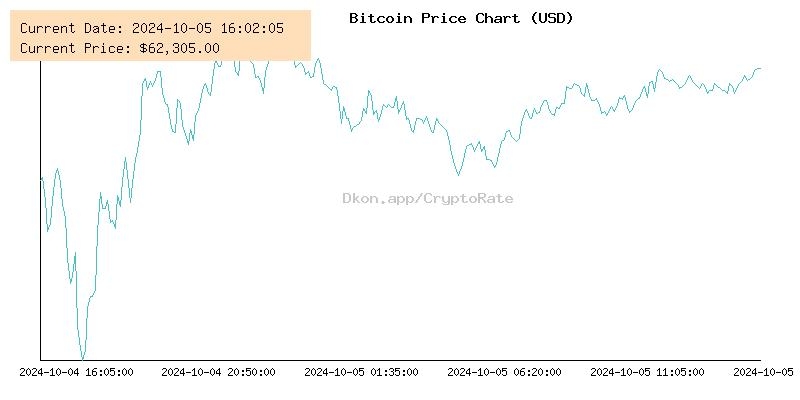 Bitcoin Price Chart (USD)
Current Date: 2024-10-05 16:02:05
Current Price: $62,305.00
Dkon.app/CryptoRate
2024-10-04 16:05:00 2024-10-04 20:50:00 2024-10-05 01:35:00 2024-10-05 06:20:00 2024-10-05 11:05:00 2024-10-05